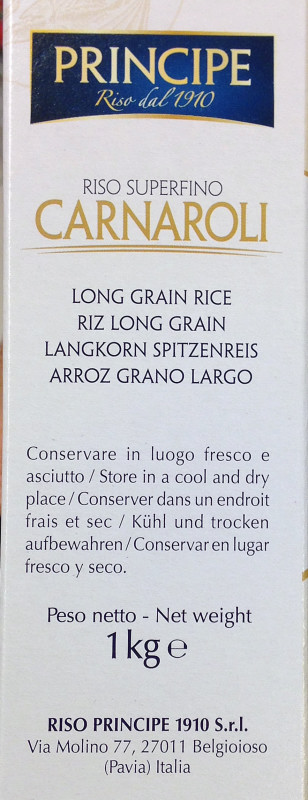 PRINCIPE
Riso dal 1910
RISO SUPERFINO
CARNAROLI
LONG GRAIN RICE
RIZ LONG GRAIN
LANGKORN SPITZENREIS
ARROZ GRANO LARGO
Conservare in luogo fresco e
asciutto / Store in a cool and dry
place / Conserver dans un endroit
frais et sec / Kühl und trocken
aufbewahren / Conservar en lugar
fresco y seco.
Peso netto - Net weight
1 kg ℮
RISO PRINCIPE 1910 S.r.l.
Via Molino 77, 27011 Belgioioso
(Pavia) Italia